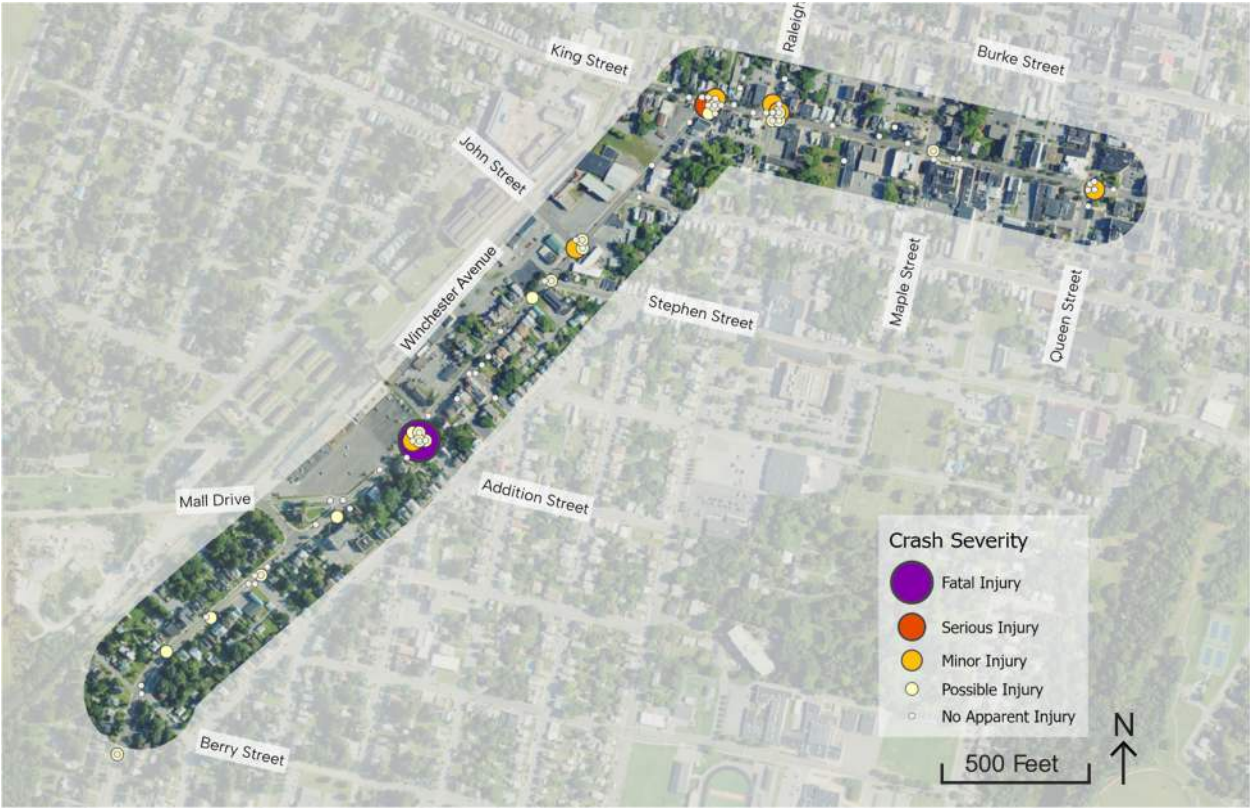 Raleigh
King Street
Burke Street
John Street
Winchester Avenue
Stephen Street
Maple Street
Queen Street
Mall Drive
Addition Street
Berry Street
Crash Severity
Fatal Injury
Serious Injury
Minor Injury
Possible Injury
No Apparent Injury
500 Feet
N